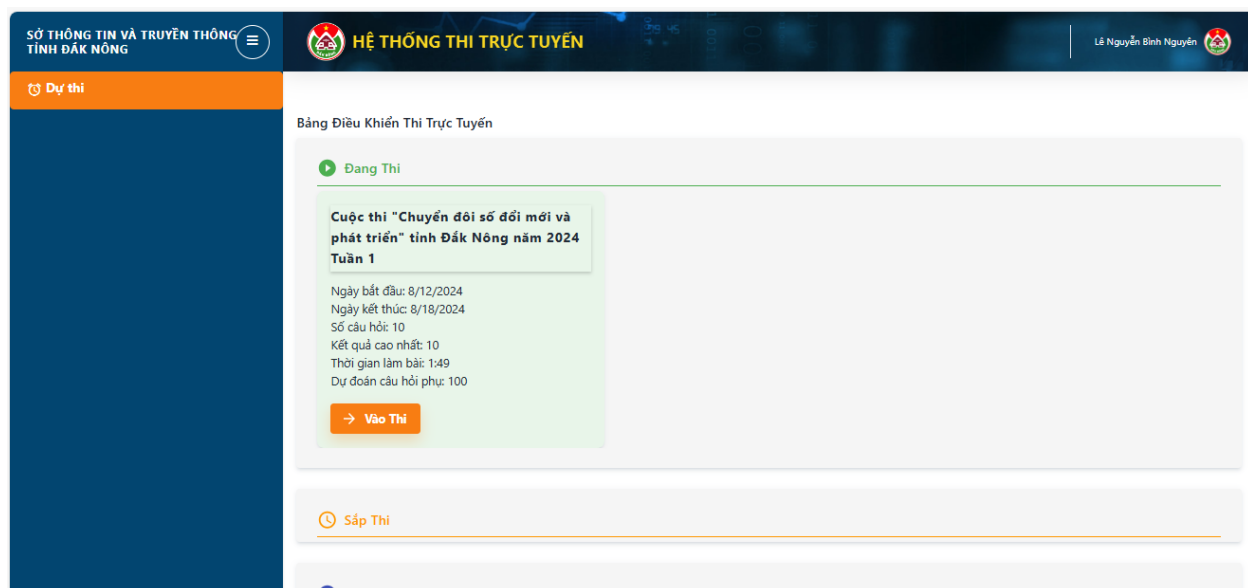 SỞ THÔNG TIN VÀ TRUYỀN THÔNG
TỈNH ĐĂK NÔNG
HỆ THỐNG THI TRỰC TUYẾN
Lê Nguyễn Bình Nguyên
Dự thi
Bảng Điều Khiển Thi Trực Tuyến
Đang Thi
Cuộc thi "Chuyển đôi số đổi mới và
phát triển" tỉnh Đắk Nông năm 2024
Tuần 1
Ngày bắt đầu: 8/12/2024
Ngày kết thúc: 8/18/2024
Số câu hỏi: 10
Kết quả cao nhất: 10
Thời gian làm bài: 1:49
Dự đoán câu hỏi phụ: 100
Vào Thi
Sắp Thi